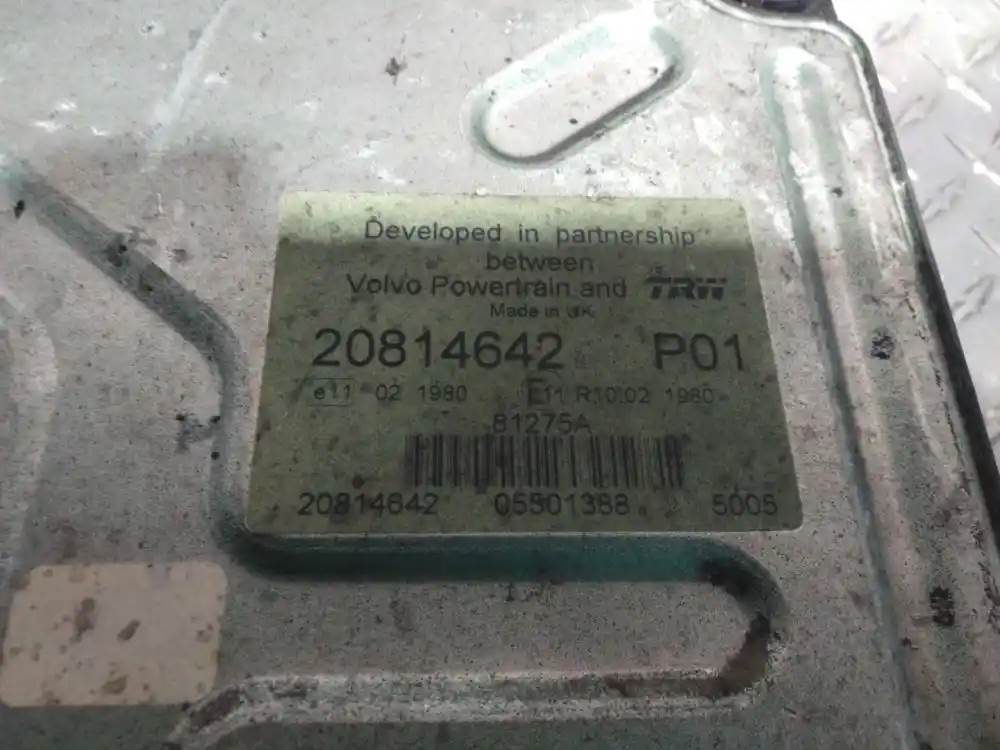 Developed in partnership
between
Volvo Powertrain and TRW
Made in UK
20814642 P01
e11 02 1980 E11 R10.02 1980
81275A
20814642 05501388 5005